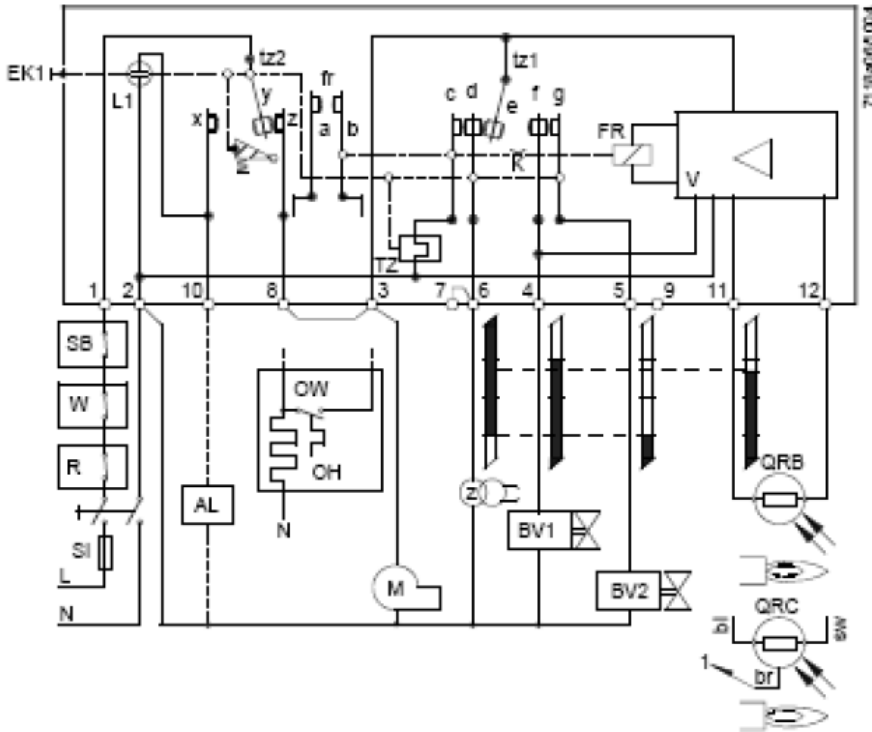 EK1
L1
tz2
fr
tz1
x
y
z
a
b
c
d
e
f
g
FR
V
TZ
1
2
10
8
3
7
6
4
5
9
11
12
SB
W
R
SI
L
N
AL
OW
OH
N
M
Z
BV1
BV2
QRB
QRC
bl
sw
br
1